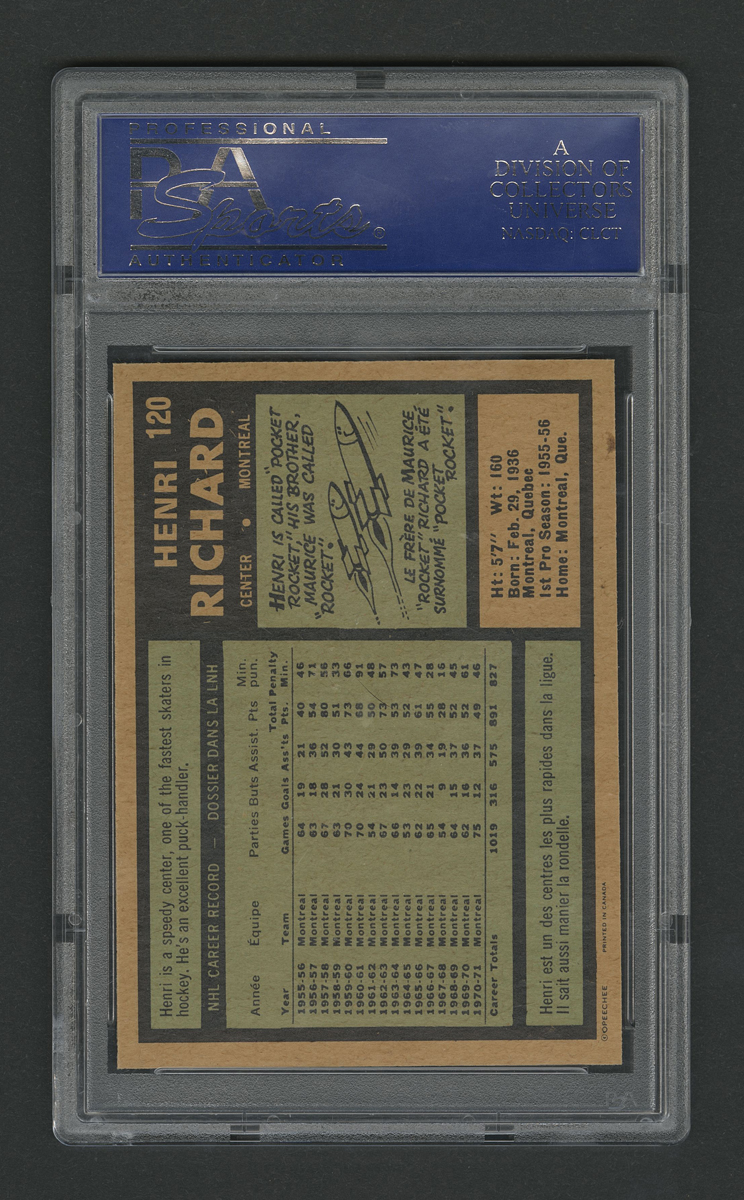 PROFESSIONAL
PSA
Sports
AUTHENTICATOR
A
DIVISION OF
COLLECTORS
UNIVERSE
NASDAQ: CLCT
HENRI 120
RICHARD
CENTER • MONTREAL
HENRI IS CALLED "POCKET
ROCKET," HIS BROTHER,
MAURICE WAS CALLED
"ROCKET".
LE FRÈRE DE MAURICE
"ROCKET" RICHARD A ÉTÉ
SURNOMMÉ "POCKET
ROCKET".
Ht: 5'7" Wt: 160
Born: Feb. 29, 1936
Montreal, Quebec
1st Pro Season: 1955-56
Home: Montreal, Que.
Henri is a speedy center, one of the fastest skaters in
hockey. He's an excellent puck-handler.
NHL CAREER RECORD — DOSSIER DANS LA LNH
Année Équipe Parties Buts Assist. Pts Min. pun.
Year Team Games Goals Ass'ts Total Pts. Penalty Min.
1955-56 Montreal 64 19 21 40 46
1956-57 Montreal 63 18 36 54 71
1957-58 Montreal 67 28 52 80 56
1958-59 Montreal 63 21 30 51 33
1959-60 Montreal 70 30 43 73 66
1960-61 Montreal 70 24 44 68 91
1961-62 Montreal 54 21 29 50 48
1962-63 Montreal 67 23 50 73 57
1963-64 Montreal 66 14 39 53 73
1964-65 Montreal 53 23 29 52 43
1965-66 Montreal 62 22 39 61 47
1966-67 Montreal 65 21 34 55 28
1967-68 Montreal 54 9 19 28 16
1968-69 Montreal 64 15 37 52 45
1969-70 Montreal 62 16 36 52 61
1970-71 Montreal 75 12 37 49 46
Career Totals 1019 316 575 891 827
Henri est un des centres les plus rapides dans la ligue.
Il sait aussi manier la rondelle.
©OPEECHEE PRINTED IN CANADA
PSA